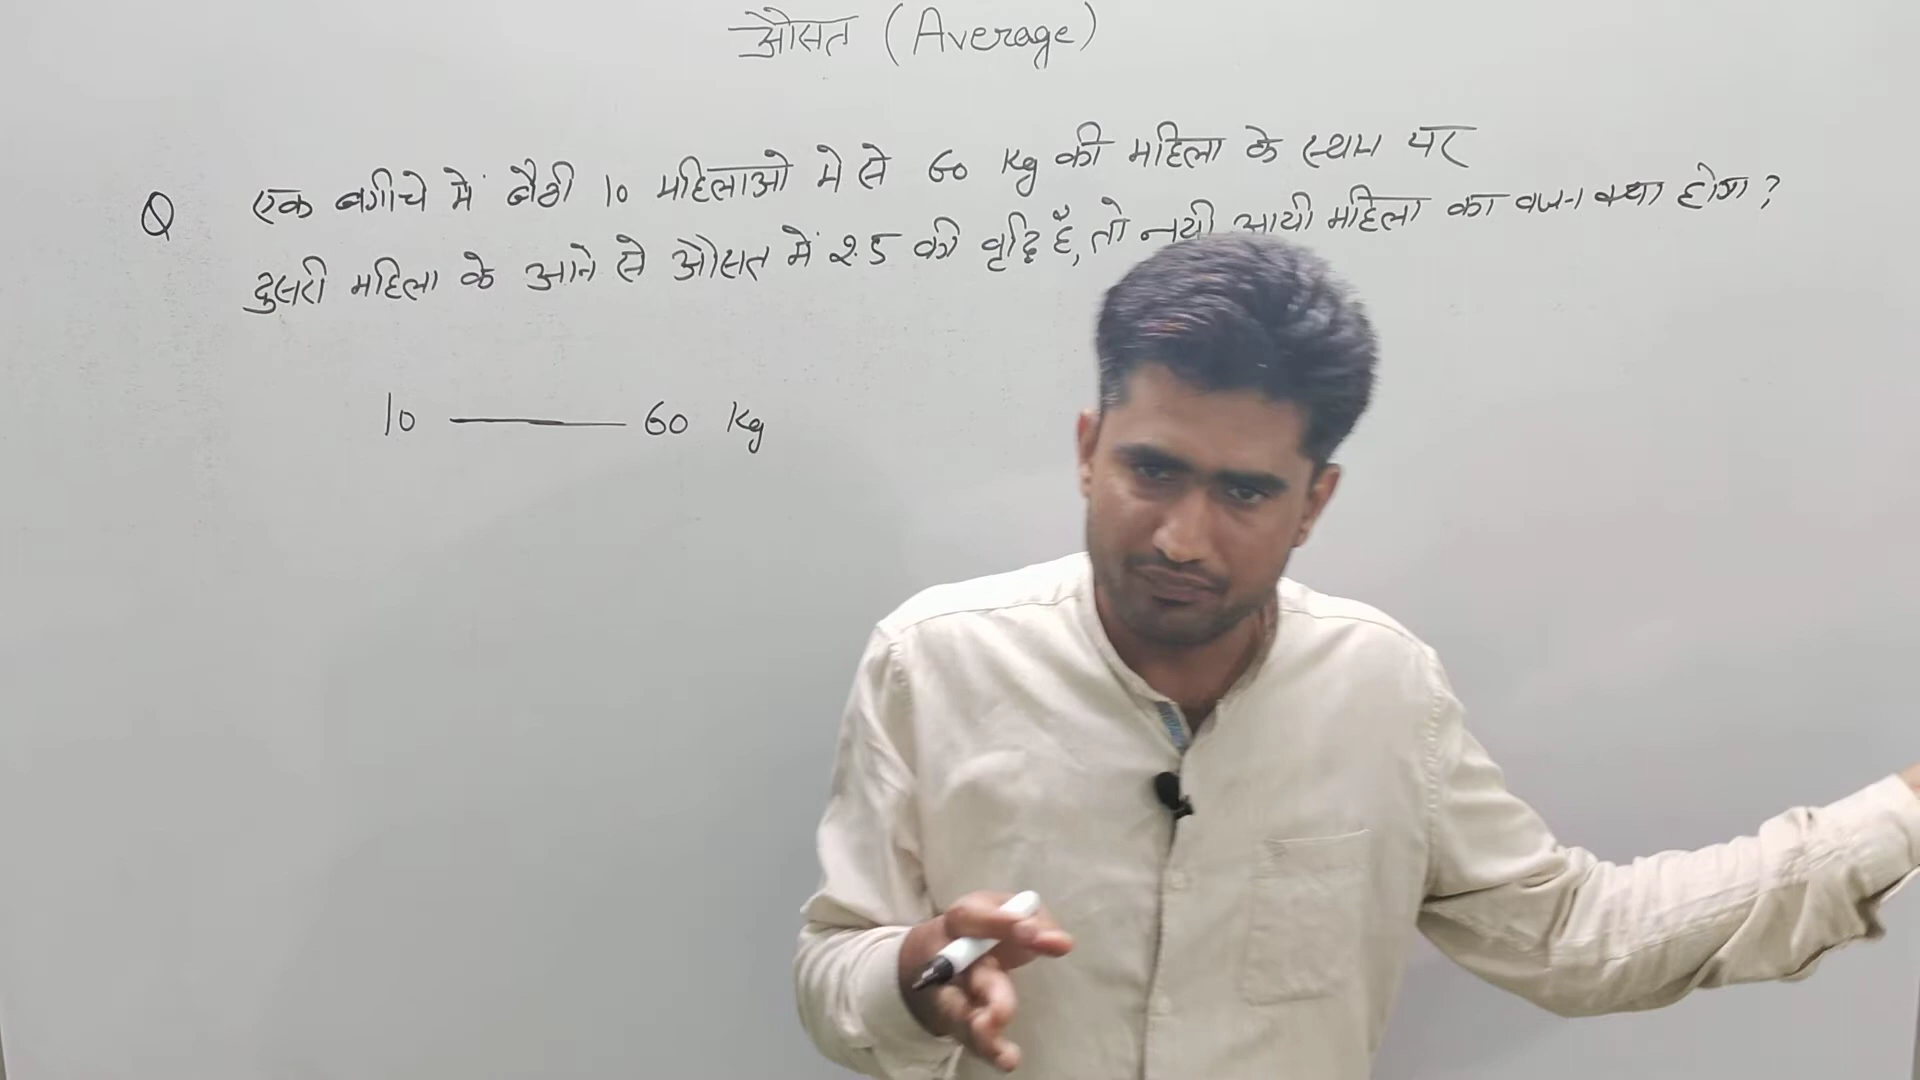 औसत (Average)
Q एक बगीचे में बैठी 10 महिलाओ मे से 60 Kg की महिला के स्थान पर
दुसरी महिला के आने से औसत में 2.5 की वृद्धि है, तो नयी आयी महिला का वजन क्या होगा ?
10 — 60 Kg